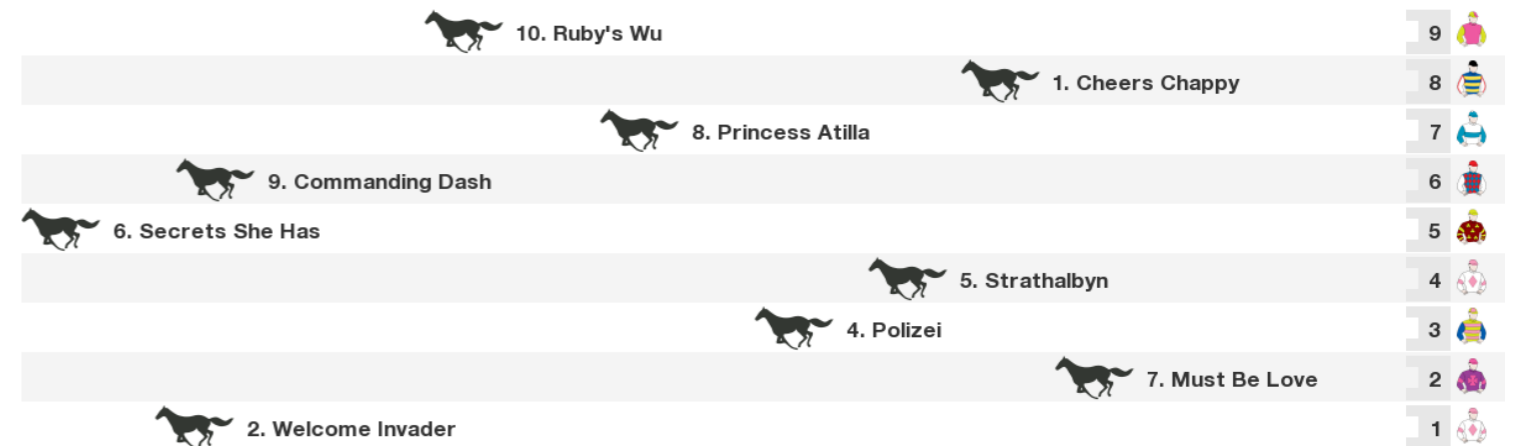 10. Ruby's Wu 9
1. Cheers Chappy 8
8. Princess Atilla 7
9. Commanding Dash 6
6. Secrets She Has 5
5. Strathalbyn 4
4. Polizei 3
7. Must Be Love 2
2. Welcome Invader 1